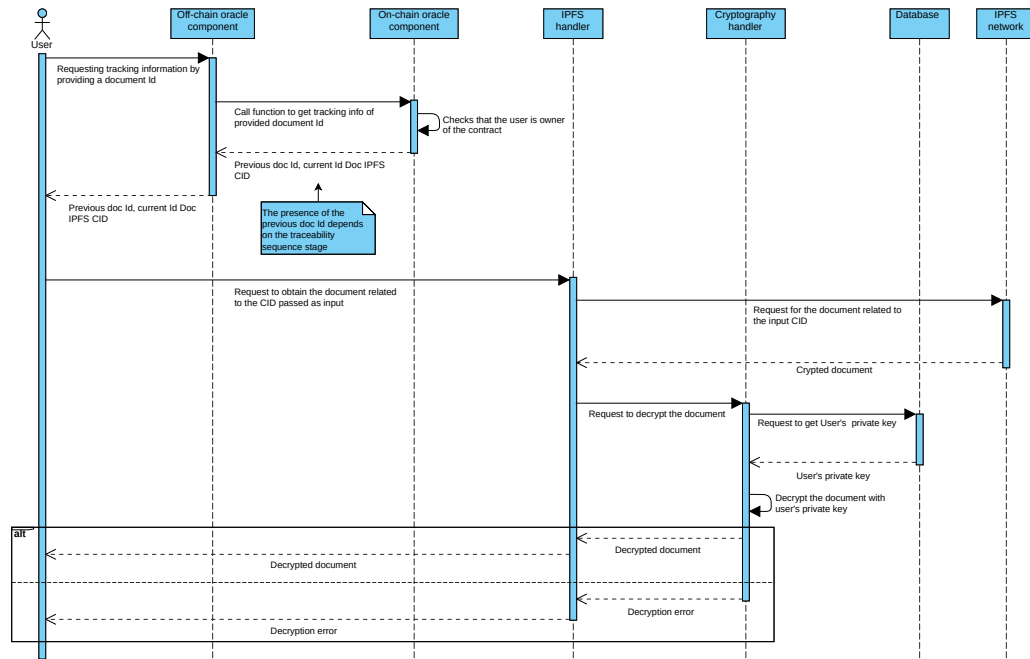 User
Off-chain oracle
component
On-chain oracle
component
IPFS
handler
Cryptography
handler
Database
IPFS
network
Requesting tracking information by
providing a document Id
Call function to get tracking info of
provided document Id
Checks that the user is owner
of the contract
Previous doc Id, current Id Doc IPFS
CID
Previous doc Id, current Id Doc
IPFS CID
The presence of the
previous doc Id depends
on the traceability
sequence stage
Request to obtain the document related
to the CID passed as input
Request for the document related to
the input CID
Crypted document
Request to decrypt the document
Request to get User's private key
User's private key
Decrypt the document with
user's private key
alt
Decrypted document
Decrypted document
Decryption error
Decryption error